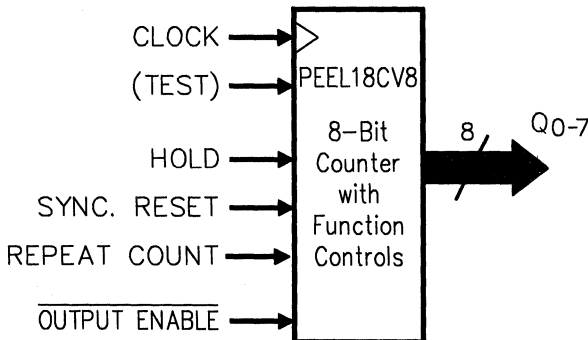 CLOCK
(TEST)
HOLD
SYNC. RESET
REPEAT COUNT
OUTPUT ENABLE
PEEL18CV8
8-Bit
Counter
with
Function
Controls
8
Q0-7